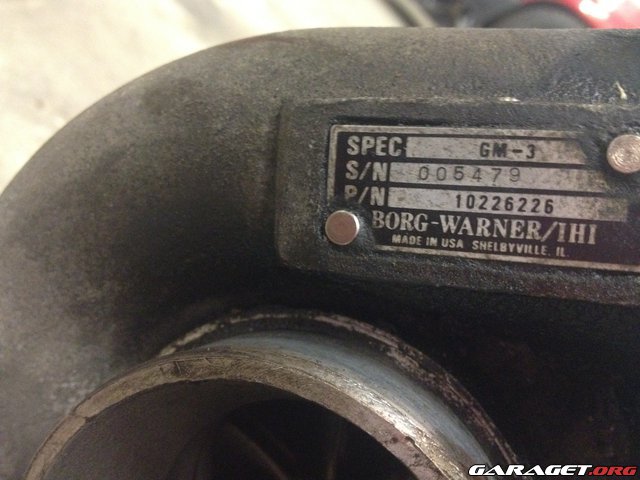 SPEC GM-3
S/N 005479
P/N 10226226
BORG-WARNER/IHI
MADE IN USA SHELBYVILLE, IL.
GARAGET.ORG